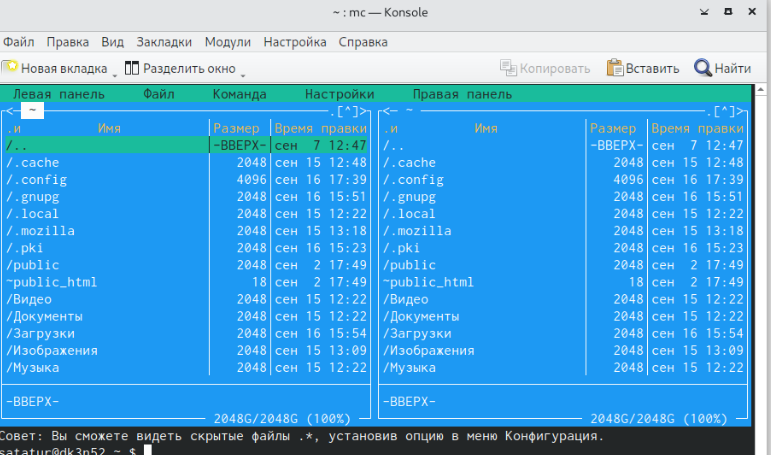 ~ : mc — Konsole
Файл Правка Вид Закладки Модули Настройка Справка
Новая вкладка Разделить окно Копировать Вставить Найти
Левая панель Файл Команда Настройки Правая панель
<- ~ .[^]> <- ~ .[^]>
.и Имя Размер Время правки .и Имя Размер Время правки
/.. -ВВЕРХ- сен 7 12:47 /.. -ВВЕРХ- сен 7 12:47
/.cache 2048 сен 15 12:48 /.cache 2048 сен 15 12:48
/.config 4096 сен 16 17:39 /.config 4096 сен 16 17:39
/.gnupg 2048 сен 16 15:51 /.gnupg 2048 сен 16 15:51
/.local 2048 сен 15 12:22 /.local 2048 сен 15 12:22
/.mozilla 2048 сен 15 13:18 /.mozilla 2048 сен 15 13:18
/.pki 2048 сен 16 15:23 /.pki 2048 сен 16 15:23
/public 2048 сен 2 17:49 /public 2048 сен 2 17:49
~public_html 18 сен 2 17:49 ~public_html 18 сен 2 17:49
/Видео 2048 сен 15 12:22 /Видео 2048 сен 15 12:22
/Документы 2048 сен 15 12:22 /Документы 2048 сен 15 12:22
/Загрузки 2048 сен 16 15:54 /Загрузки 2048 сен 16 15:54
/Изображения 2048 сен 15 13:09 /Изображения 2048 сен 15 13:09
/Музыка 2048 сен 15 12:22 /Музыка 2048 сен 15 12:22
-ВВЕРХ- -ВВЕРХ-
2048G/2048G (100%) 2048G/2048G (100%)
Совет: Вы сможете видеть скрытые файлы .*, установив опцию в меню Конфигурация.
satatur@dk3n52 ~ $